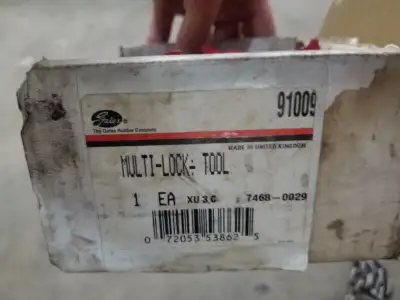 91009
Gates®
The Gates Rubber Company
MADE IN UNITED KINGDOM
MULTI-LOCK: TOOL
1 EA XU3C 7468-0029
0 72053 53862 5